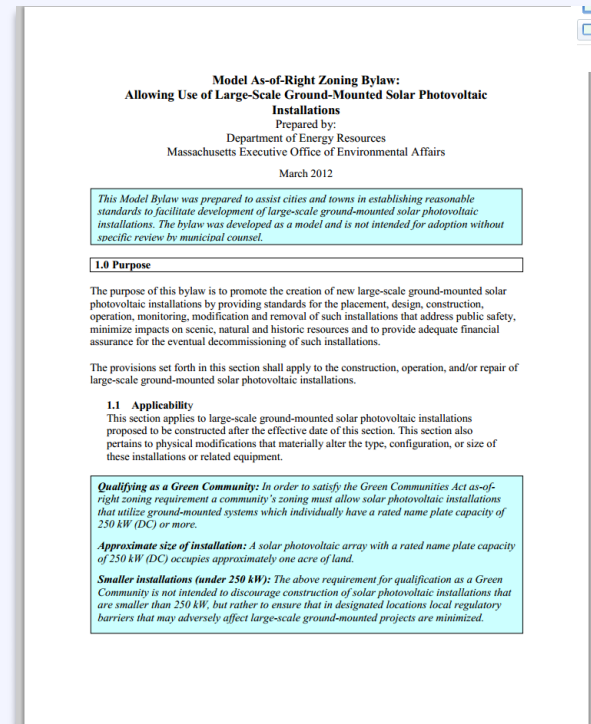 Model As-of-Right Zoning Bylaw:
Allowing Use of Large-Scale Ground-Mounted Solar Photovoltaic
Installations
Prepared by:
Department of Energy Resources
Massachusetts Executive Office of Environmental Affairs
March 2012
This Model Bylaw was prepared to assist cities and towns in establishing reasonable
standards to facilitate development of large-scale ground-mounted solar photovoltaic
installations. The bylaw was developed as a model and is not intended for adoption without
specific review by municipal counsel.
1.0 Purpose
The purpose of this bylaw is to promote the creation of new large-scale ground-mounted solar
photovoltaic installations by providing standards for the placement, design, construction,
operation, monitoring, modification and removal of such installations that address public safety,
minimize impacts on scenic, natural and historic resources and to provide adequate financial
assurance for the eventual decommissioning of such installations.
The provisions set forth in this section shall apply to the construction, operation, and/or repair of
large-scale ground-mounted solar photovoltaic installations.
1.1 Applicability
This section applies to large-scale ground-mounted solar photovoltaic installations
proposed to be constructed after the effective date of this section. This section also
pertains to physical modifications that materially alter the type, configuration, or size of
these installations or related equipment.
Qualifying as a Green Community: In order to satisfy the Green Communities Act as-of-
right zoning requirement a community's zoning must allow solar photovoltaic installations
that utilize ground-mounted systems which individually have a rated name plate capacity of
250 kW (DC) or more.
Approximate size of installation: A solar photovoltaic array with a rated name plate capacity
of 250 kW (DC) occupies approximately one acre of land.
Smaller installations (under 250 kW): The above requirement for qualification as a Green
Community is not intended to discourage construction of solar photovoltaic installations that
are smaller than 250 kW, but rather to ensure that in designated locations local regulatory
barriers that may adversely affect large-scale ground-mounted projects are minimized.